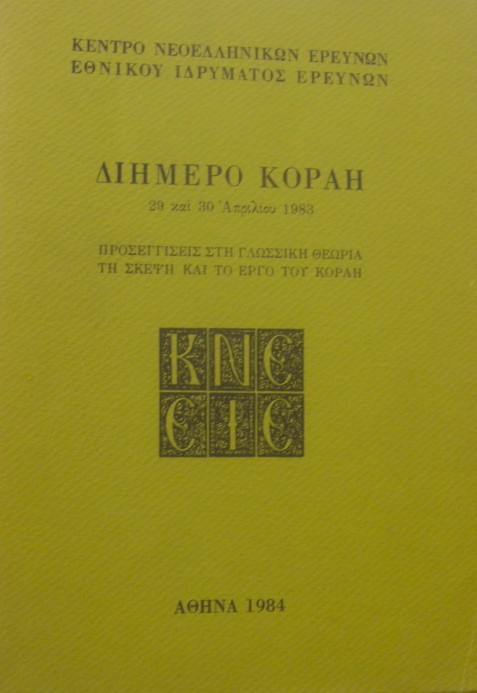 ΚΕΝΤΡΟ ΝΕΟΕΛΛΗΝΙΚΩΝ ΕΡΕΥΝΩΝ
ΕΘΝΙΚΟΥ ΙΔΡΥΜΑΤΟΣ ΕΡΕΥΝΩΝ
ΔΙΗΜΕΡΟ ΚΟΡΑΗ
29 καὶ 30 Ἀπριλίου 1983
ΠΡΟΣΕΓΓΙΣΕΙΣ ΣΤΗ ΓΛΩΣΣΙΚΗ ΘΕΩΡΙΑ
ΤΗ ΣΚΕΨΗ ΚΑΙ ΤΟ ΕΡΓΟ ΤΟΥ ΚΟΡΑΗ
ΚΝΕ
ΕΙΕ
ΑΘΗΝΑ 1984